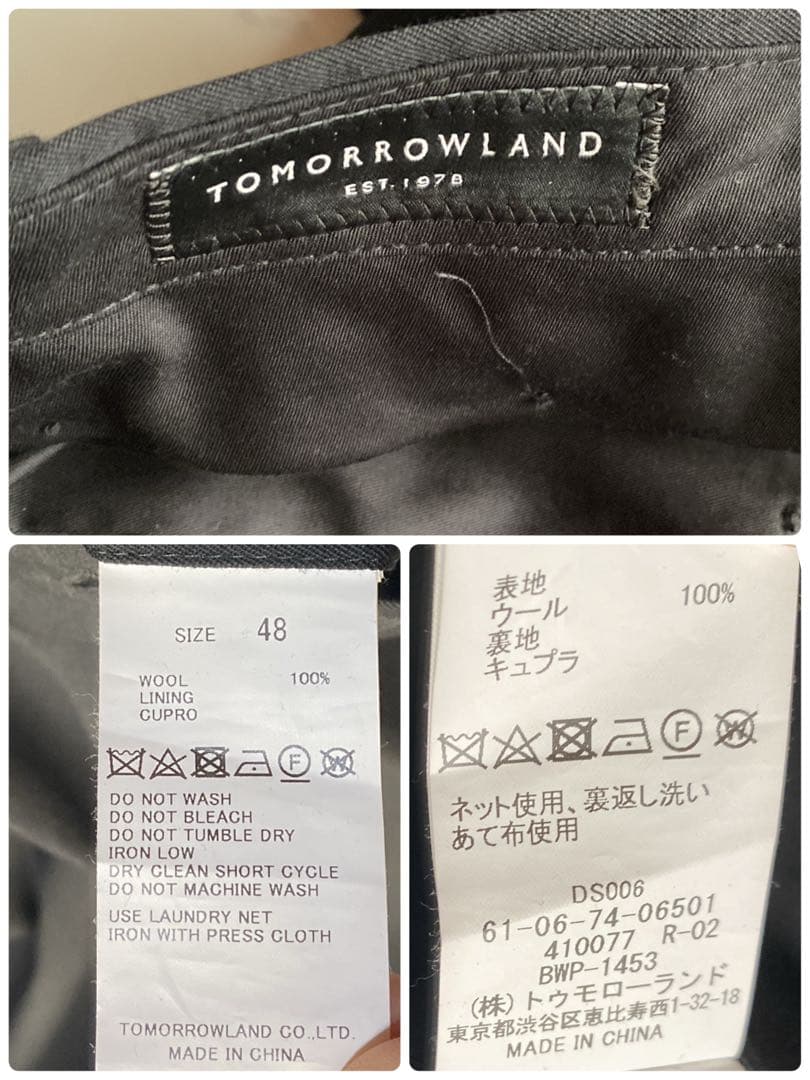 TOMORROWLAND
EST. 1978
SIZE 48
WOOL 100%
LINING
CUPRO
F W
DO NOT WASH
DO NOT BLEACH
DO NOT TUMBLE DRY
IRON LOW
DRY CLEAN SHORT CYCLE
DO NOT MACHINE WASH
USE LAUNDRY NET
IRON WITH PRESS CLOTH
TOMORROWLAND CO.,LTD.
MADE IN CHINA
表地
ウール 100%
裏地
キュプラ
F W
ネット使用、裏返し洗い
あて布使用
DS006
61-06-74-06501
410077 R-02
BWP-1453
(株)トゥモローランド
東京都渋谷区恵比寿西1-32-18
MADE IN CHINA